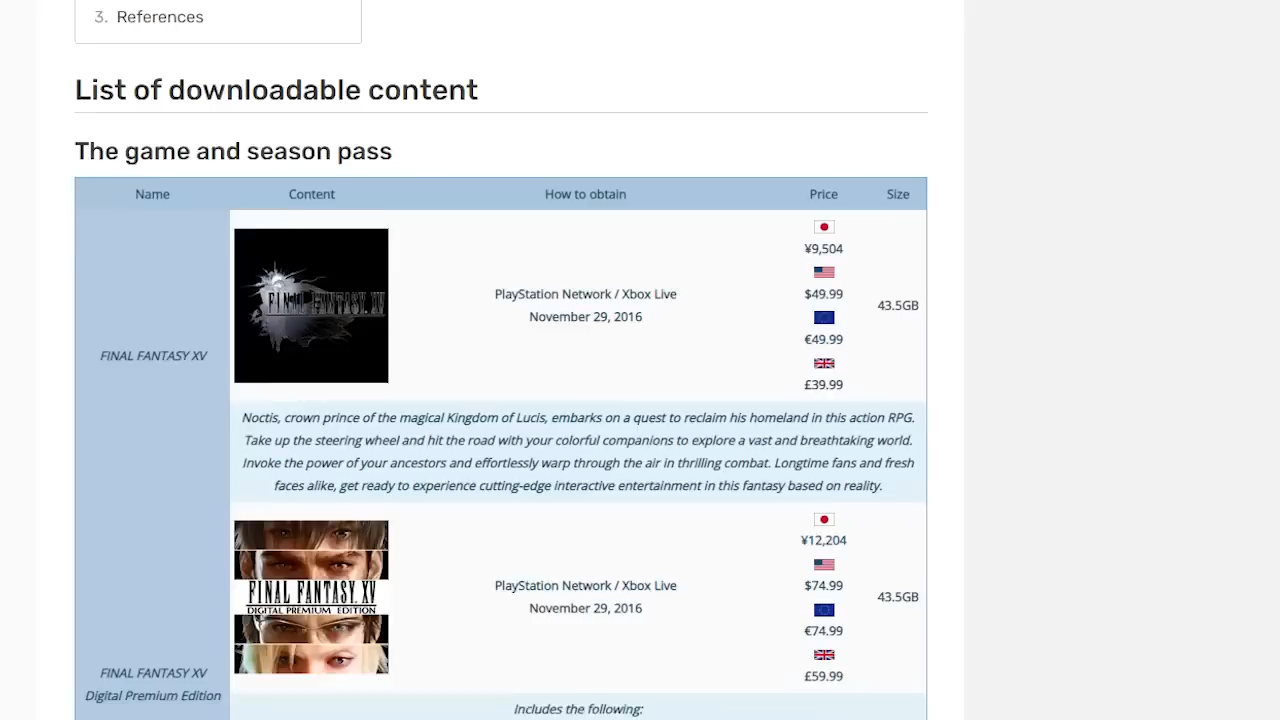 3. References
List of downloadable content
The game and season pass
Name Content How to obtain Price Size
FINAL FANTASY XV
FINAL FANTASY XV
PlayStation Network / Xbox Live
November 29, 2016
¥9,504
$49.99
€49.99
£39.99
43.5GB
Noctis, crown prince of the magical Kingdom of Lucis, embarks on a quest to reclaim his homeland in this action RPG.
Take up the steering wheel and hit the road with your colorful companions to explore a vast and breathtaking world.
Invoke the power of your ancestors and effortlessly warp through the air in thrilling combat. Longtime fans and fresh
faces alike, get ready to experience cutting-edge interactive entertainment in this fantasy based on reality.
FINAL FANTASY XV
Digital Premium Edition
FINAL FANTASY XV
DIGITAL PREMIUM EDITION
PlayStation Network / Xbox Live
November 29, 2016
¥12,204
$74.99
€74.99
£59.99
43.5GB
Includes the following: